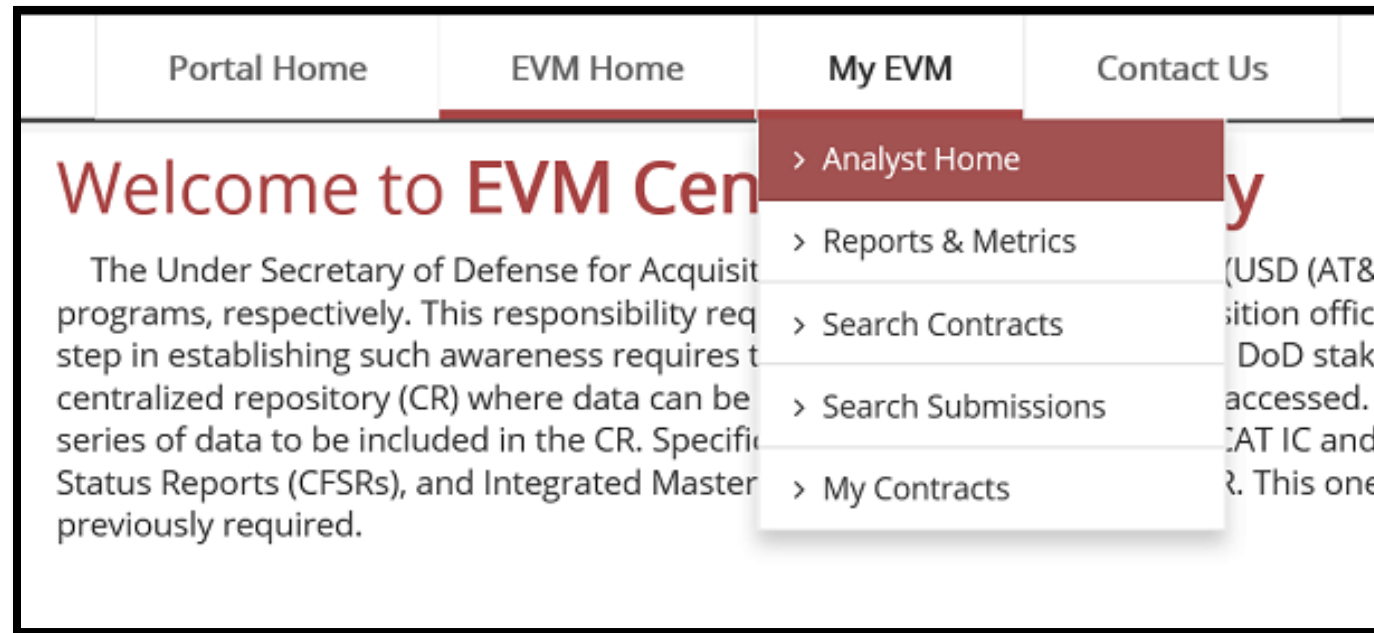 Portal Home EVM Home My EVM Contact Us
Welcome to EVM Cen y
> Analyst Home
> Reports & Metrics
> Search Contracts
> Search Submissions
> My Contracts
The Under Secretary of Defense for Acquisit (USD (AT&
programs, respectively. This responsibility req sition offic
step in establishing such awareness requires t DoD stak
centralized repository (CR) where data can be accessed.
series of data to be included in the CR. Specifi CAT IC and
Status Reports (CFSRs), and Integrated Master R. This one
previously required.